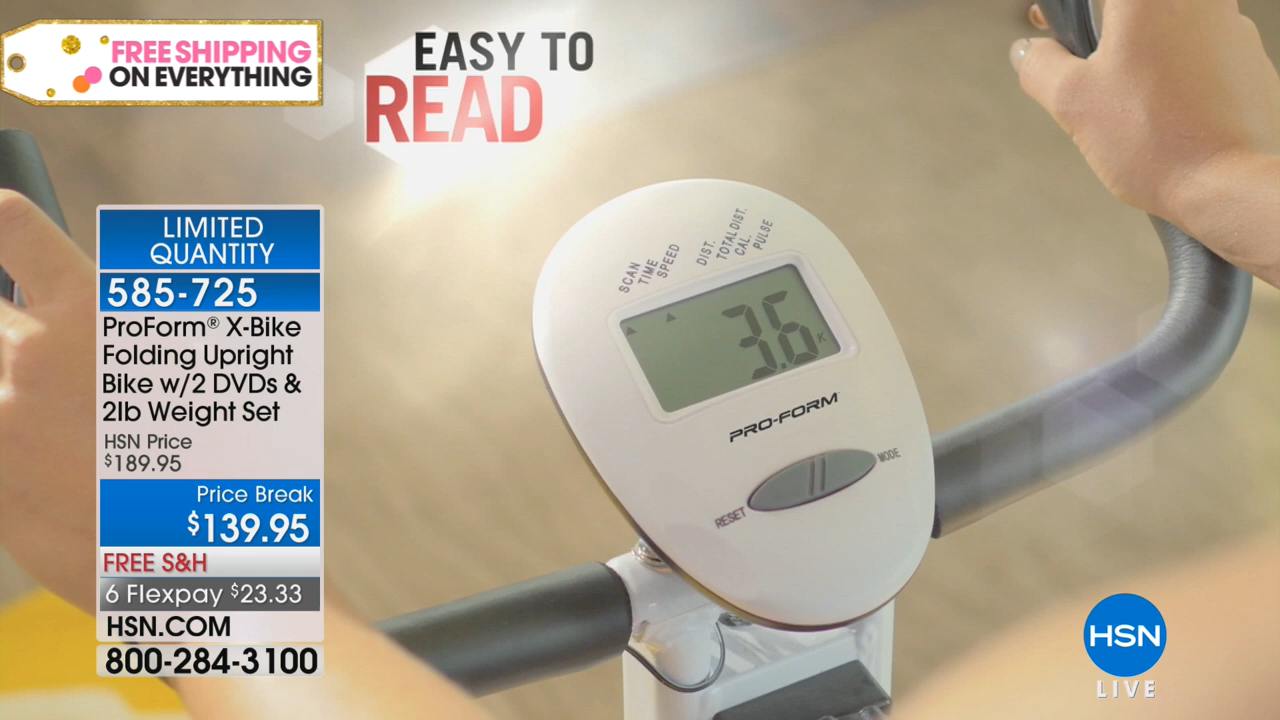 FREE SHIPPING
ON EVERYTHING
EASY TO
READ
LIMITED
QUANTITY
585-725
ProForm® X-Bike
Folding Upright
Bike w/2 DVDs &
2lb Weight Set
HSN Price
$189.95
Price Break
$139.95
FREE S&H
6 Flexpay $23.33
HSN.COM
800-284-3100
SCAN
TIME
SPEED
DIST.
TOTAL DIST.
CAL.
PULSE
3.6 K
PRO-FORM
MODE
RESET
HSN
LIVE